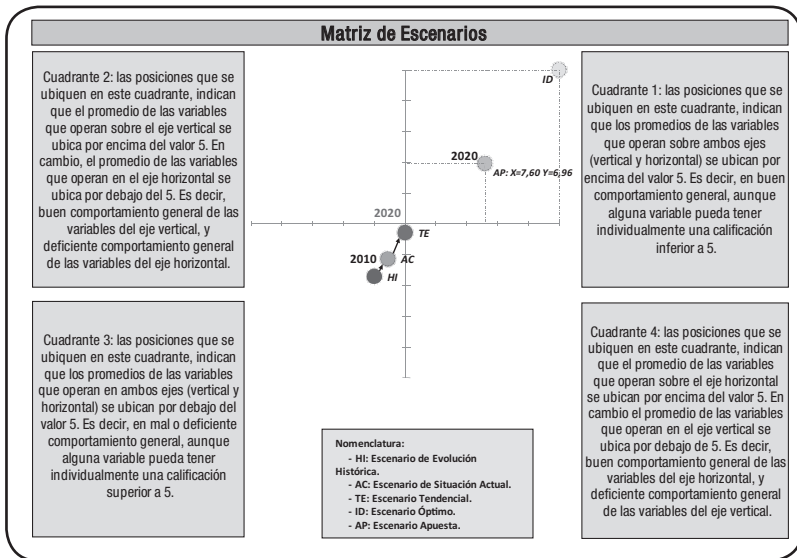 Matriz de Escenarios
Cuadrante 2: las posiciones que se
ubiquen en este cuadrante, indican
que el promedio de las variables
que operan sobre el eje vertical se
ubica por encima del valor 5. En
cambio, el promedio de las variables
que operan en el eje horizontal se
ubica por debajo del 5. Es decir,
buen comportamiento general de las
variables del eje vertical, y
deficiente comportamiento general
de las variables del eje horizontal.
Cuadrante 3: las posiciones que se
ubiquen en este cuadrante, indican
que los promedios de las variables
que operan en ambos ejes (vertical y
horizontal) se ubican por debajo del
valor 5. Es decir, en mal o deficiente
comportamiento general, aunque
alguna variable pueda tener
individualmente una calificación
superior a 5.
ID
2020
AP: X=7,60 Y=6,96
2020
TE
2010
AC
HI
Nomenclatura:
- HI: Escenario de Evolución
Histórica.
- AC: Escenario de Situación Actual.
- TE: Escenario Tendencial.
- ID: Escenario Óptimo.
- AP: Escenario Apuesta.
Cuadrante 1: las posiciones que se
ubiquen en este cuadrante, indican
que los promedios de las variables
que operan sobre ambos ejes
(vertical y horizontal) se ubican por
encima del valor 5. Es decir, en buen
comportamiento general, aunque
alguna variable pueda tener
individualmente una calificación
inferior a 5.
Cuadrante 4: las posiciones que se
ubiquen en este cuadrante, indican
que el promedio de las variables
que operan sobre el eje horizontal
se ubican por encima del valor 5. En
cambio el promedio de las variables
que operan en el eje vertical se
ubica por debajo de 5. Es decir,
buen comportamiento general de las
variables del eje horizontal, y
deficiente comportamiento general
de las variables del eje vertical.